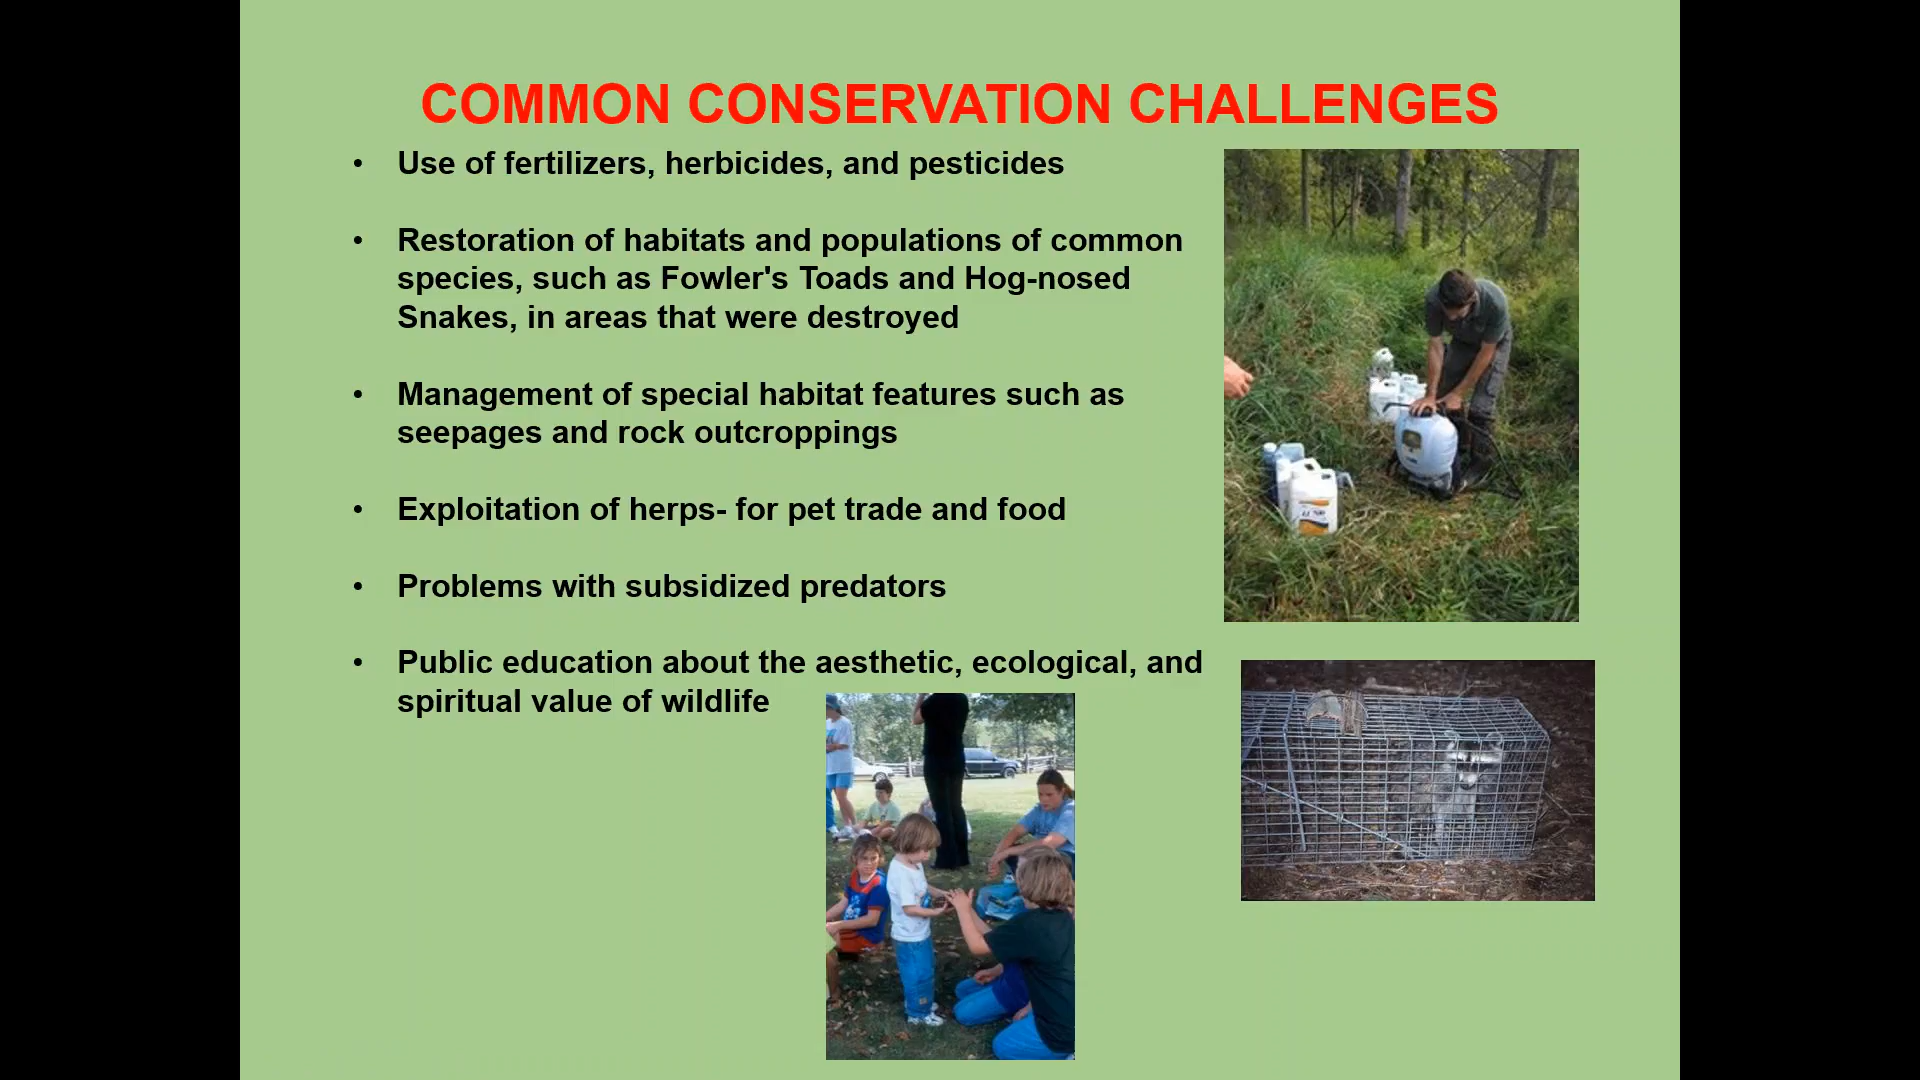 COMMON CONSERVATION CHALLENGES
• Use of fertilizers, herbicides, and pesticides
• Restoration of habitats and populations of common
species, such as Fowler's Toads and Hog-nosed
Snakes, in areas that were destroyed
• Management of special habitat features such as
seepages and rock outcroppings
• Exploitation of herps- for pet trade and food
• Problems with subsidized predators
• Public education about the aesthetic, ecological, and
spiritual value of wildlife